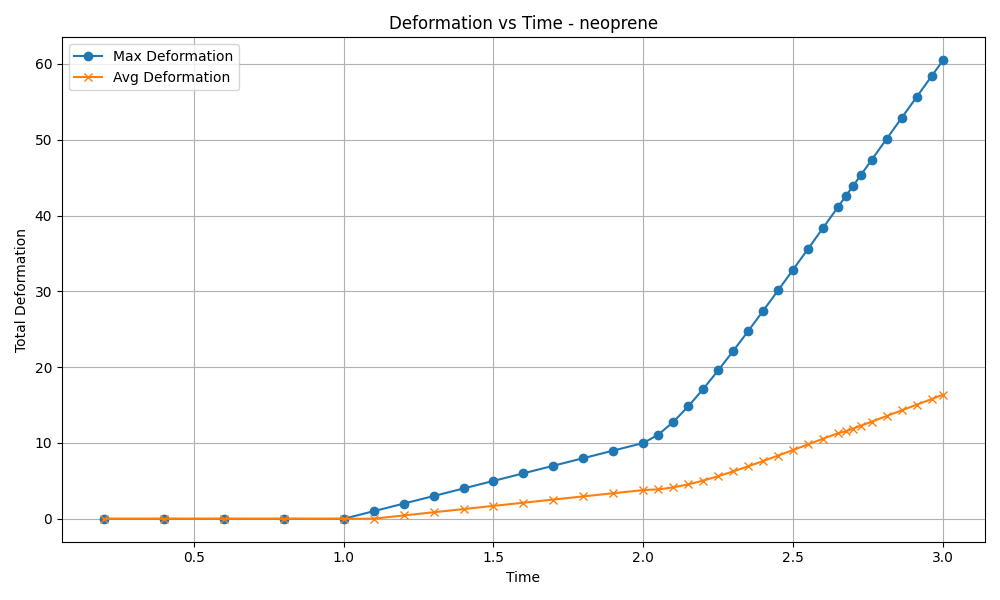 Deformation vs Time - neoprene
Max Deformation
Avg Deformation
Total Deformation
60
50
40
30
20
10
0
0.5
1.0
1.5
2.0
2.5
3.0
Time